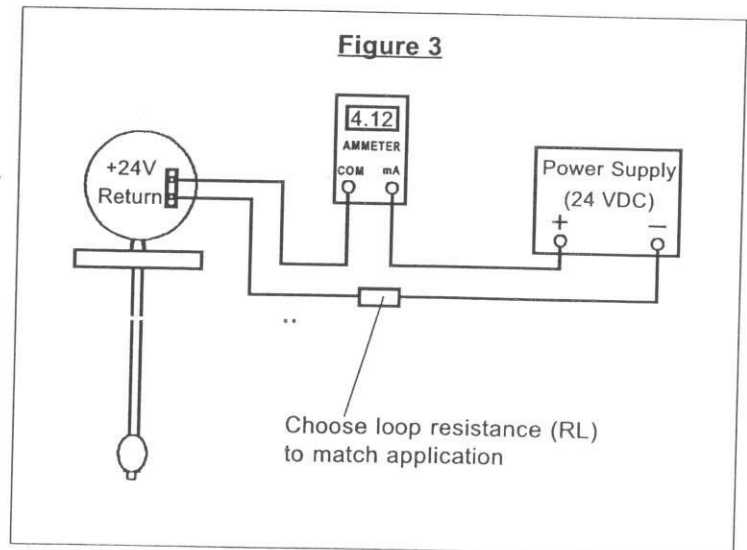 Figure 3
4.12
AMMETER
COM mA
+24V
Return
Power Supply
(24 VDC)
+ −
Choose loop resistance (RL)
to match application